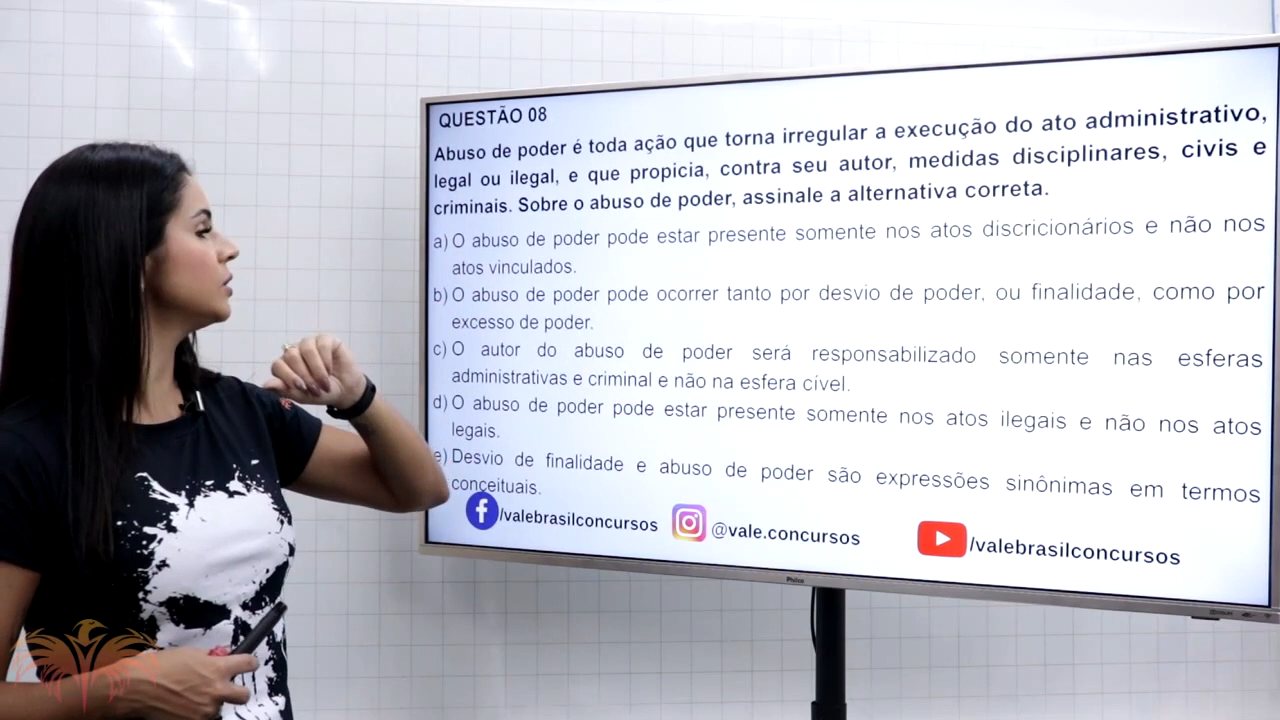 QUESTÃO 08
Abuso de poder é toda ação que torna irregular a execução do ato administrativo,
legal ou ilegal, e que propicia, contra seu autor, medidas disciplinares, civis e
criminais. Sobre o abuso de poder, assinale a alternativa correta.
a) O abuso de poder pode estar presente somente nos atos discricionários e não nos
atos vinculados.
b) O abuso de poder pode ocorrer tanto por desvio de poder, ou finalidade, como por
excesso de poder.
c) O autor do abuso de poder será responsabilizado somente nas esferas
administrativas e criminal e não na esfera cível.
d) O abuso de poder pode estar presente somente nos atos ilegais e não nos atos
legais.
e) Desvio de finalidade e abuso de poder são expressões sinônimas em termos
conceituais.
/valebrasilconcursos @vale.concursos /valebrasilconcursos
Philco